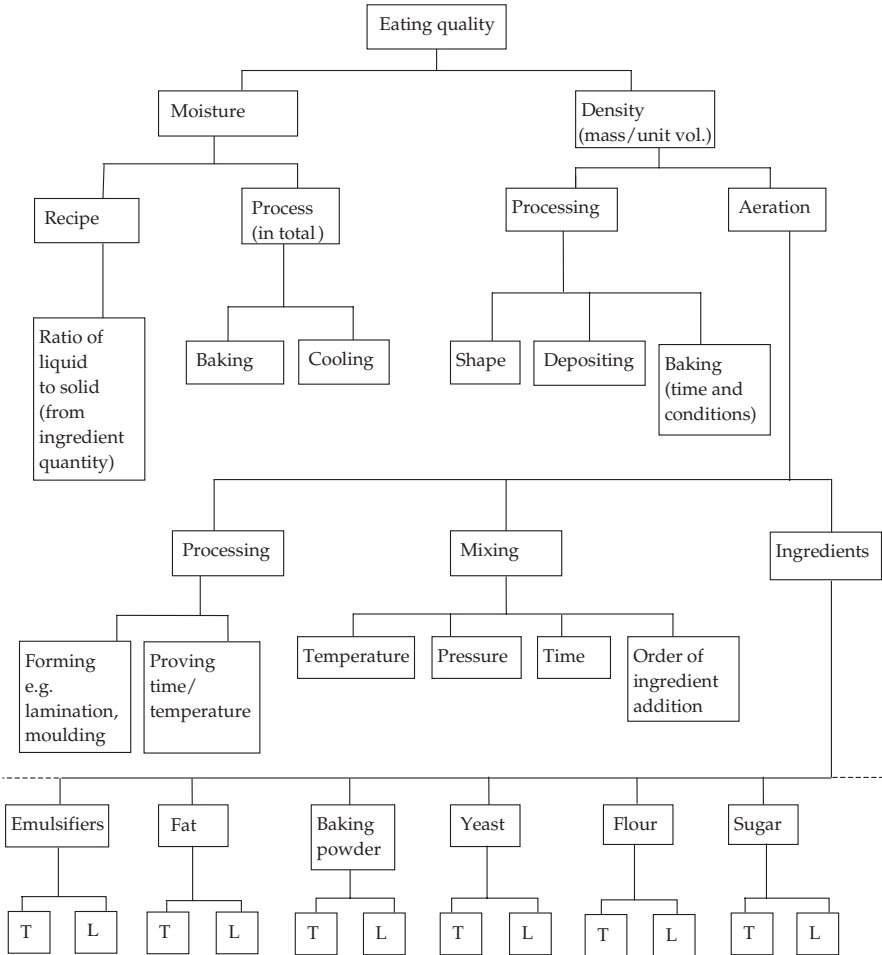 Eating quality
Moisture
Density
(mass/unit vol.)
Recipe
Process
(in total)
Processing
Aeration
Ratio of
liquid
to solid
(from
ingredient
quantity)
Baking
Cooling
Shape
Depositing
Baking
(time and
conditions)
Processing
Mixing
Ingredients
Forming
e.g.
lamination,
moulding
Proving
time/
temperature
Temperature
Pressure
Time
Order of
ingredient
addition
Emulsifiers
Fat
Baking
powder
Yeast
Flour
Sugar
T
L
T
L
T
L
T
L
T
L
T
L